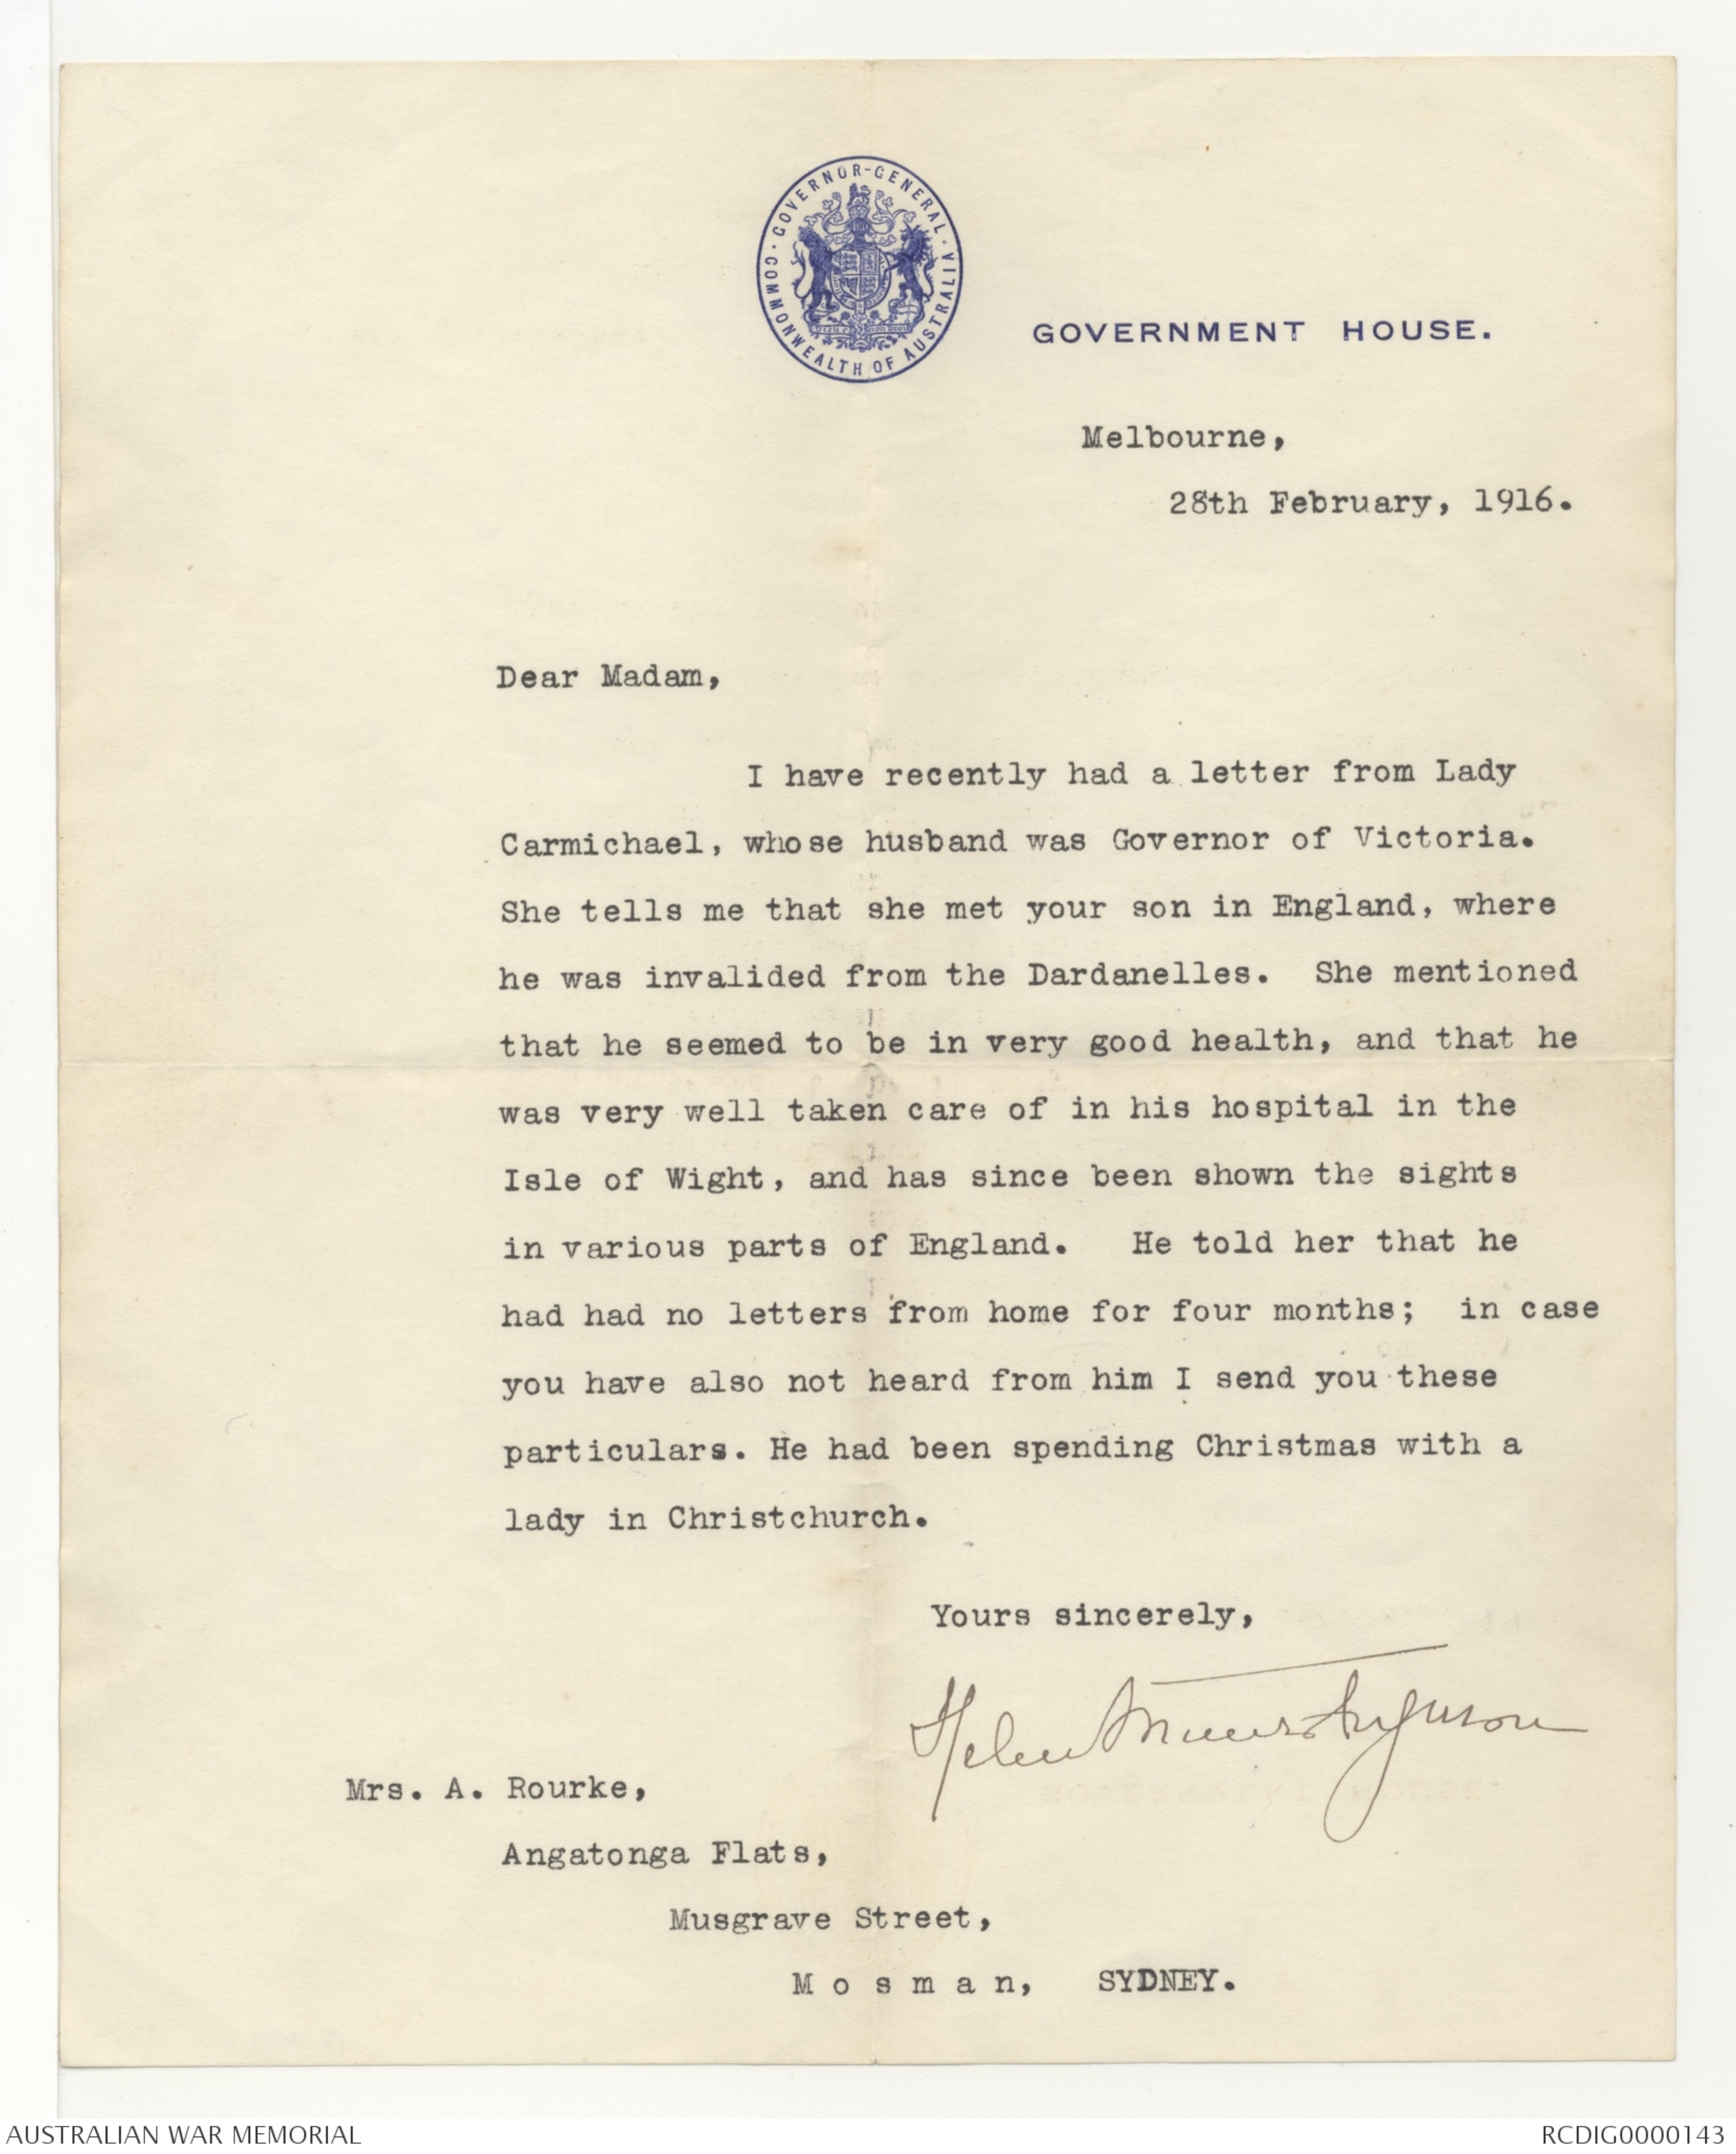 GOVERNOR-GENERAL · COMMONWEALTH OF AUSTRALIA ·
GOVERNMENT HOUSE.
Melbourne,
28th February, 1916.
Dear Madam,
I have recently had a letter from Lady
Carmichael, whose husband was Governor of Victoria.
She tells me that she met your son in England, where
he was invalided from the Dardanelles. She mentioned
that he seemed to be in very good health, and that he
was very well taken care of in his hospital in the
Isle of Wight, and has since been shown the sights
in various parts of England. He told her that he
had had no letters from home for four months; in case
you have also not heard from him I send you these
particulars. He had been spending Christmas with a
lady in Christchurch.
Yours sincerely,
Helen Munro Ferguson
Mrs. A. Rourke,
Angatonga Flats,
Musgrave Street,
M o s m a n, SYDNEY.
AUSTRALIAN WAR MEMORIAL
RCDIG0000143